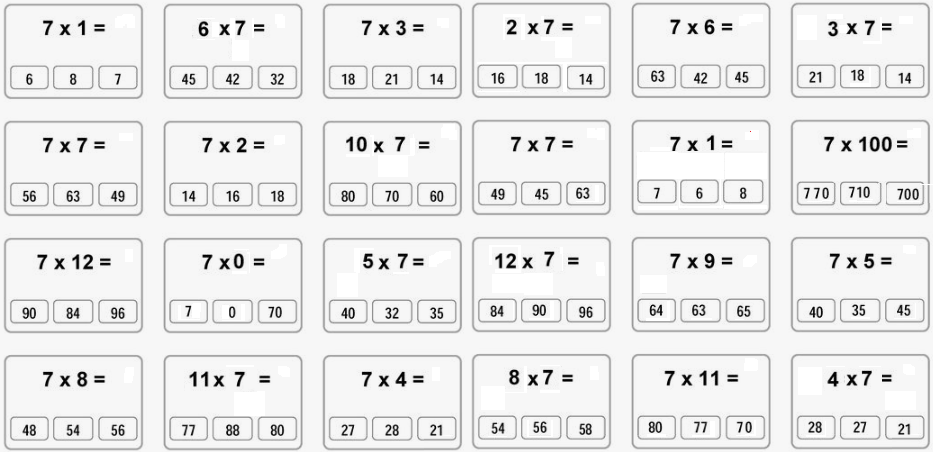 7 x 1 = 6 x 7 = 7 x 3 = 2 x 7 = 7 x 6 = 3 x 7 =
6 8 7 45 42 32 18 21 14 16 18 14 63 42 45 21 18 14
7 x 7 = 7 x 2 = 10 x 7 = 7 x 7 = 7 x 1 = 7 x 100 =
56 63 49 14 16 18 80 70 60 49 45 63 7 6 8 770 710 700
7 x 12 = 7 x 0 = 5 x 7 = 12 x 7 = 7 x 9 = 7 x 5 =
90 84 96 7 0 70 40 32 35 84 90 96 64 63 65 40 35 45
7 x 8 = 11 x 7 = 7 x 4 = 8 x 7 = 7 x 11 = 4 x 7 =
48 54 56 77 88 80 27 28 21 54 56 58 80 77 70 28 27 21